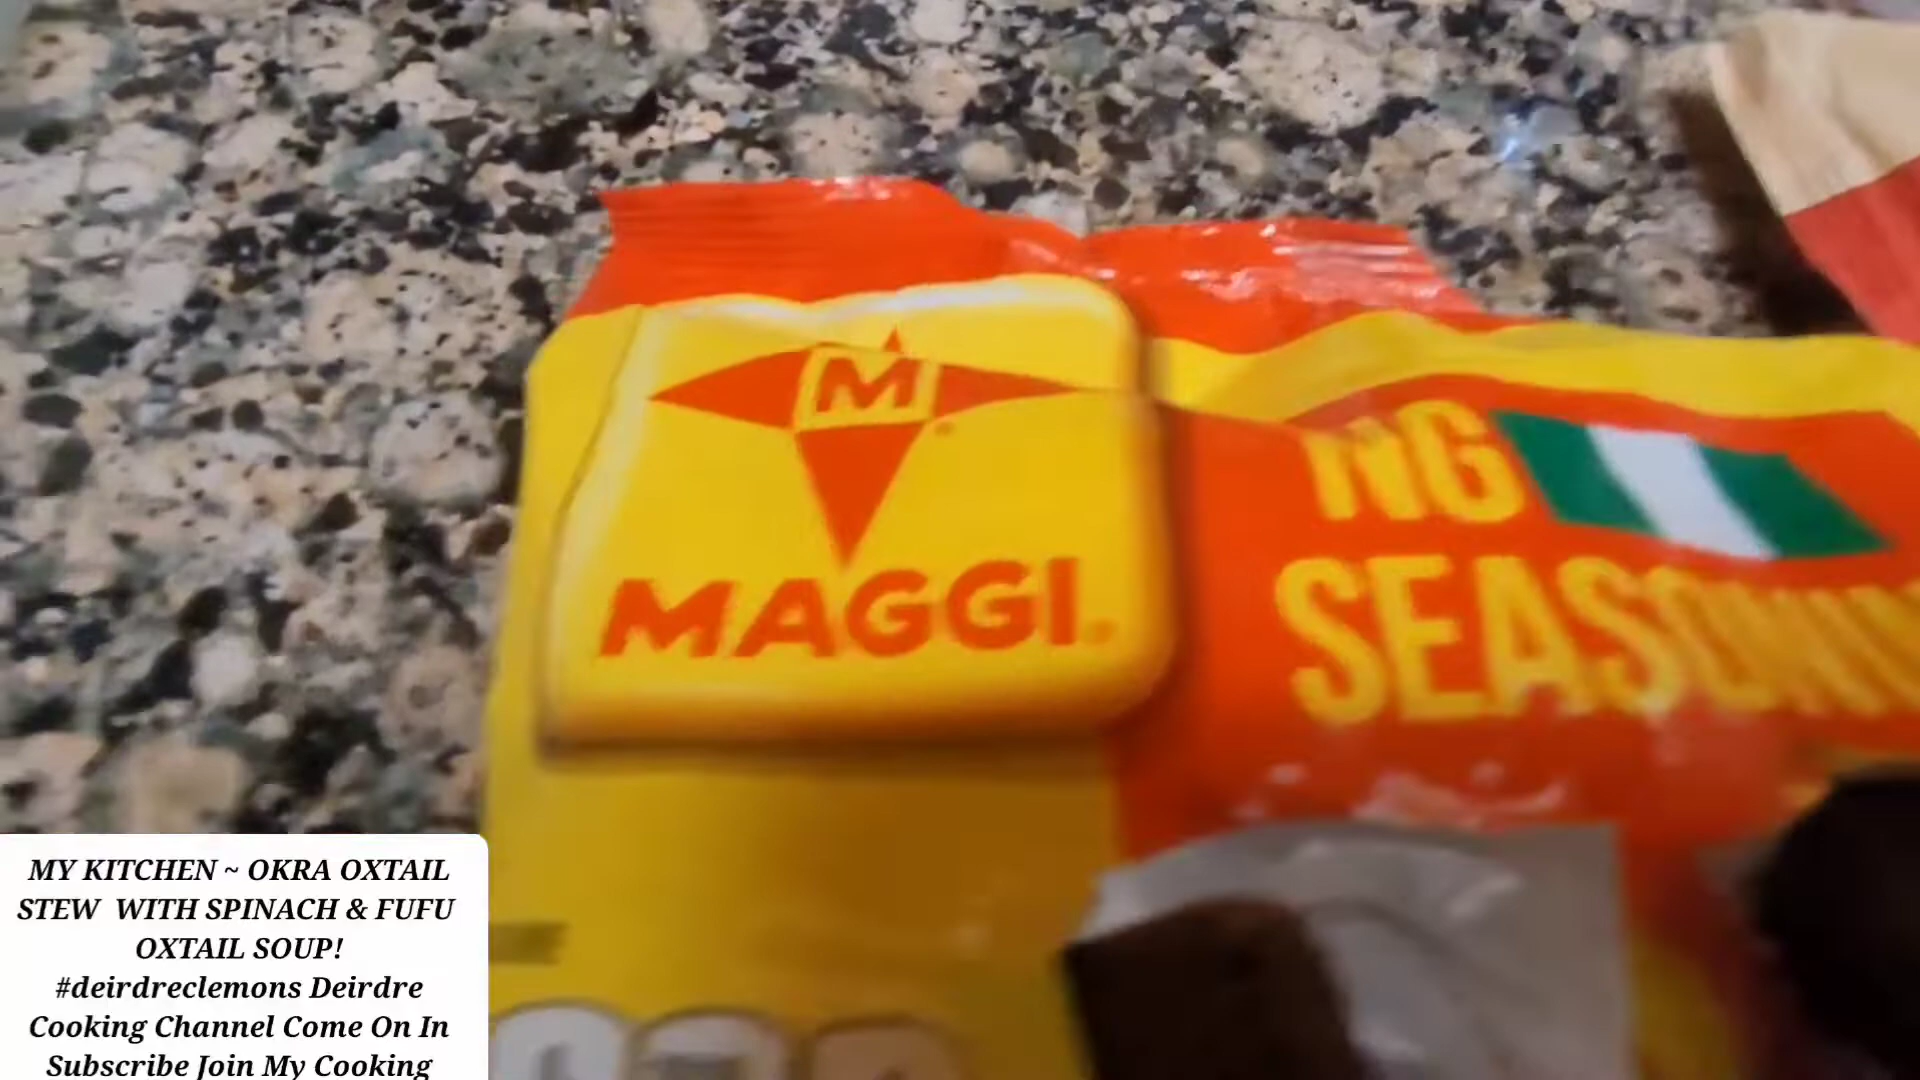 M
MAGGI
NG
SEASONING
MY KITCHEN ~ OKRA OXTAIL
STEW WITH SPINACH & FUFU
OXTAIL SOUP!
#deirdreclemons Deirdre
Cooking Channel Come On In
Subscribe Join My Cooking